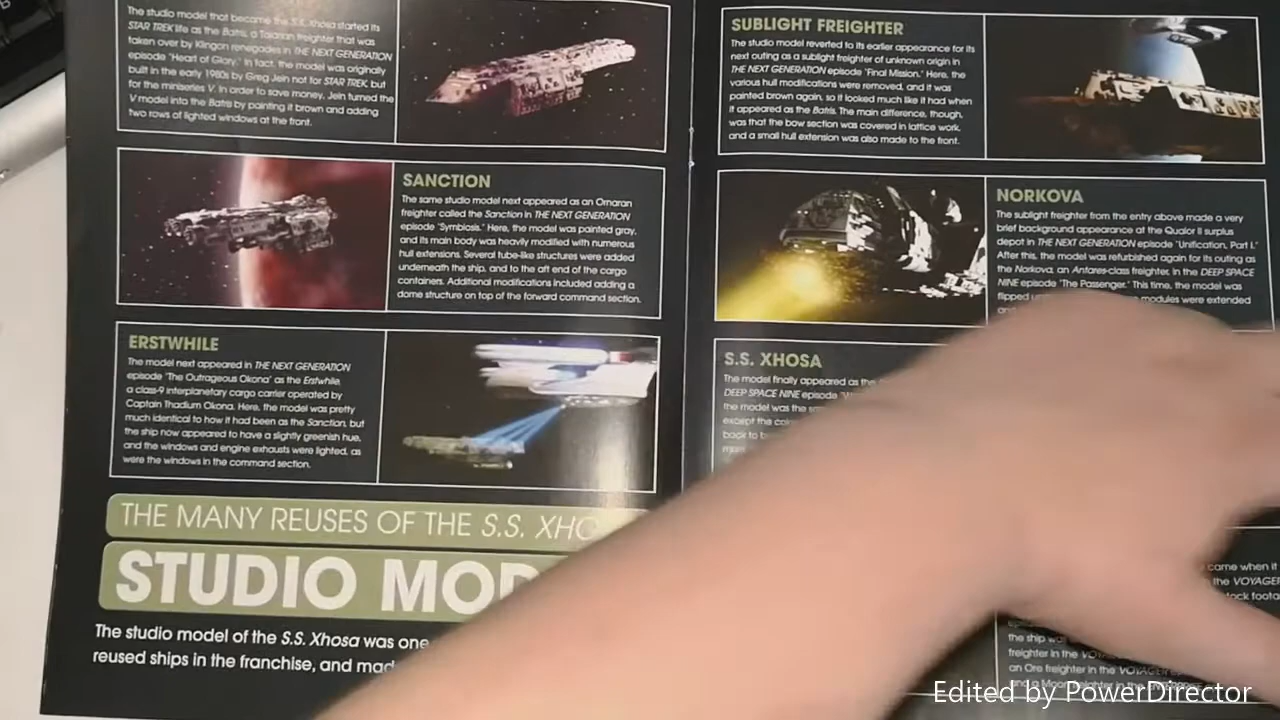 The studio model that became the S.S. Xhosa started its
STAR TREK life as the Batris, a Talarian freighter that was
taken over by Klingon renegades in THE NEXT GENERATION
episode 'Heart of Glory.' In fact, the model was originally
built in the early 1980s by Greg Jein not for STAR TREK, but
for the miniseries V. In order to save money, Jein turned the
V model into the Batris by painting it brown and adding
two rows of lighted windows at the front.
SANCTION
The same studio model next appeared as an Ornaran
freighter called the Sanction in THE NEXT GENERATION
episode 'Symbiosis.' Here, the model was painted gray,
and its main body was heavily modified with numerous
hull extensions. Several tube-like structures were added
underneath the ship, and to the aft end of the cargo
containers. Additional modifications included adding a
dome structure on top of the forward command section.
ERSTWHILE
The model next appeared in THE NEXT GENERATION
episode 'The Outrageous Okona' as the Erstwhile,
a class-9 interplanetary cargo carrier operated by
Captain Thadiun Okona. Here, the model was pretty
much identical to how it had been as the Sanction, but
the ship now appeared to have a slightly greenish hue,
and the windows and engine exhausts were lighted, as
were the windows in the command section.
THE MANY REUSES OF THE S.S. XHO
STUDIO MOD
The studio model of the S.S. Xhosa was one
reused ships in the franchise, and mad
SUBLIGHT FREIGHTER
The studio model reverted to its earlier appearance for its
next outing as a sublight freighter of unknown origin in
THE NEXT GENERATION episode 'Final Mission.' Here, the
various hull modifications were removed, and it was
painted brown again, so it looked much like it had when
it appeared as the Batris. The main difference, though,
was that the bow section was covered in lattice work,
and a small hull extension was also made to the front.
NORKOVA
The sublight freighter from the entry above made a very
brief background appearance at the Qualor II surplus
depot in THE NEXT GENERATION episode 'Unification, Part I.'
After this, the model was refurbished again for its outing as
the Norkova, an Antares-class freighter, in the DEEP SPACE
NINE episode 'The Passenger.' This time, the model was
flipped modules were extended
S.S. XHOSA
The model finally appeared as the
DEEP SPACE NINE episode
the model was the
except the
back to
came when it
the VOYAGER
stock foota
the ship was
freighter in the
an Ore freighter in the VOYAGER
and a Moon freighter in the
Edited by PowerDirector